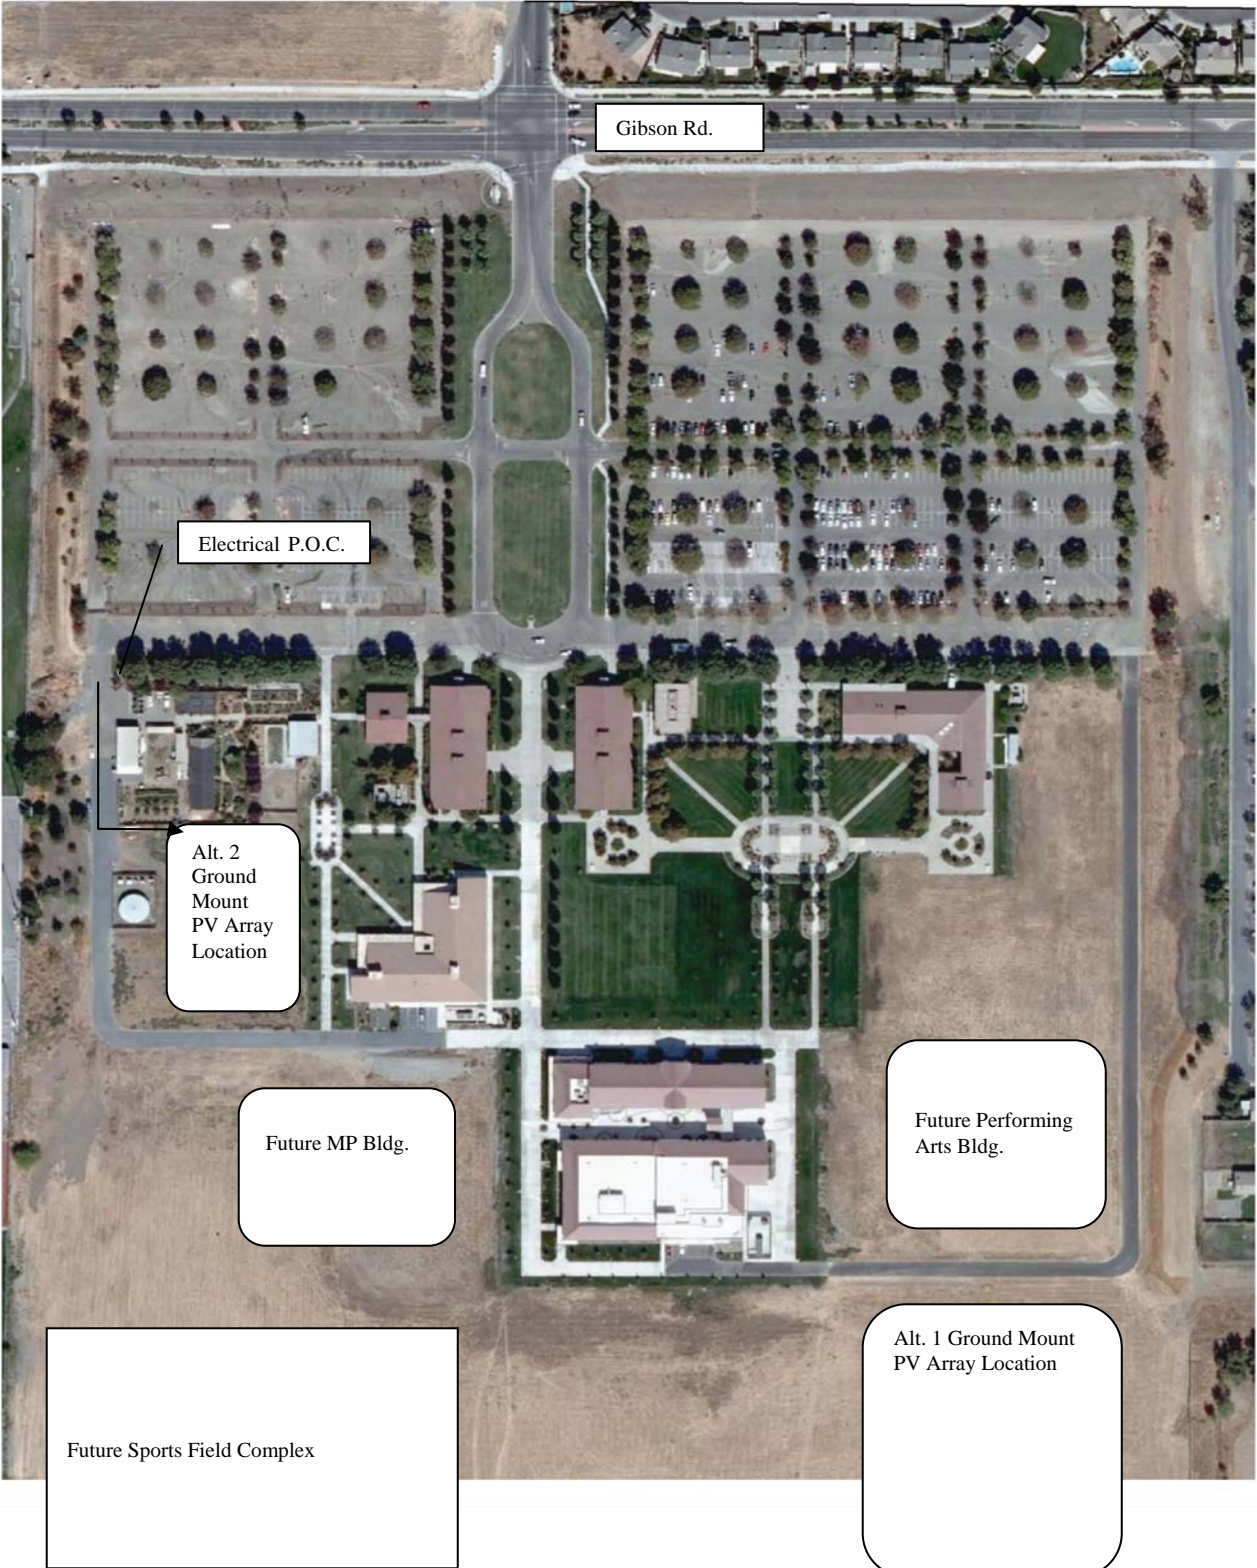 Gibson Rd.
Electrical P.O.C.
Alt. 2
Ground
Mount
PV Array
Location
Future MP Bldg.
Future Performing
Arts Bldg.
Alt. 1 Ground Mount
PV Array Location
Future Sports Field Complex